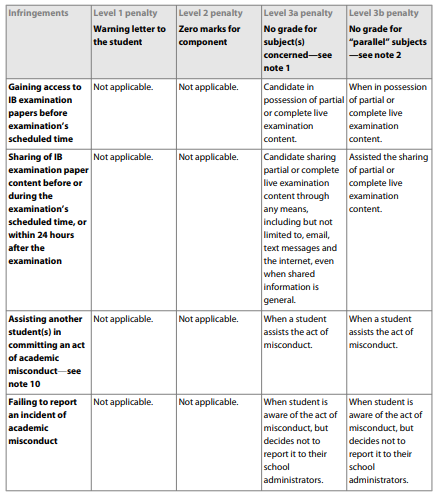 Infringements
Level 1 penalty
Warning letter to
the student
Level 2 penalty
Zero marks for
component
Level 3a penalty
No grade for
subject(s)
concerned—see
note 1
Level 3b penalty
No grade for
“parallel” subjects
—see note 2
Gaining access to
IB examination
papers before
examination’s
scheduled time
Not applicable.
Not applicable.
Candidate in
possession of partial
or complete live
examination
content.
When in possession
of partial or
complete live
examination
content.
Sharing of IB
examination paper
content before or
during the
examination’s
scheduled time, or
within 24 hours
after the
examination
Not applicable.
Not applicable.
Candidate sharing
partial or complete
live examination
content through
any means,
including but not
limited to, email,
text messages and
the internet, even
when shared
information is
general.
Assisted the sharing
of partial or
complete live
examination
content.
Assisting another
student(s) in
committing an act
of academic
misconduct—see
note 10
Not applicable.
Not applicable.
When a student
assists the act of
misconduct.
When a student
assists the act of
misconduct.
Failing to report
an incident of
academic
misconduct
Not applicable.
Not applicable.
When student is
aware of the act of
misconduct, but
decides not to
report it to their
school
administrators.
When student is
aware of the act of
misconduct, but
decides not to
report it to their
school
administrators.